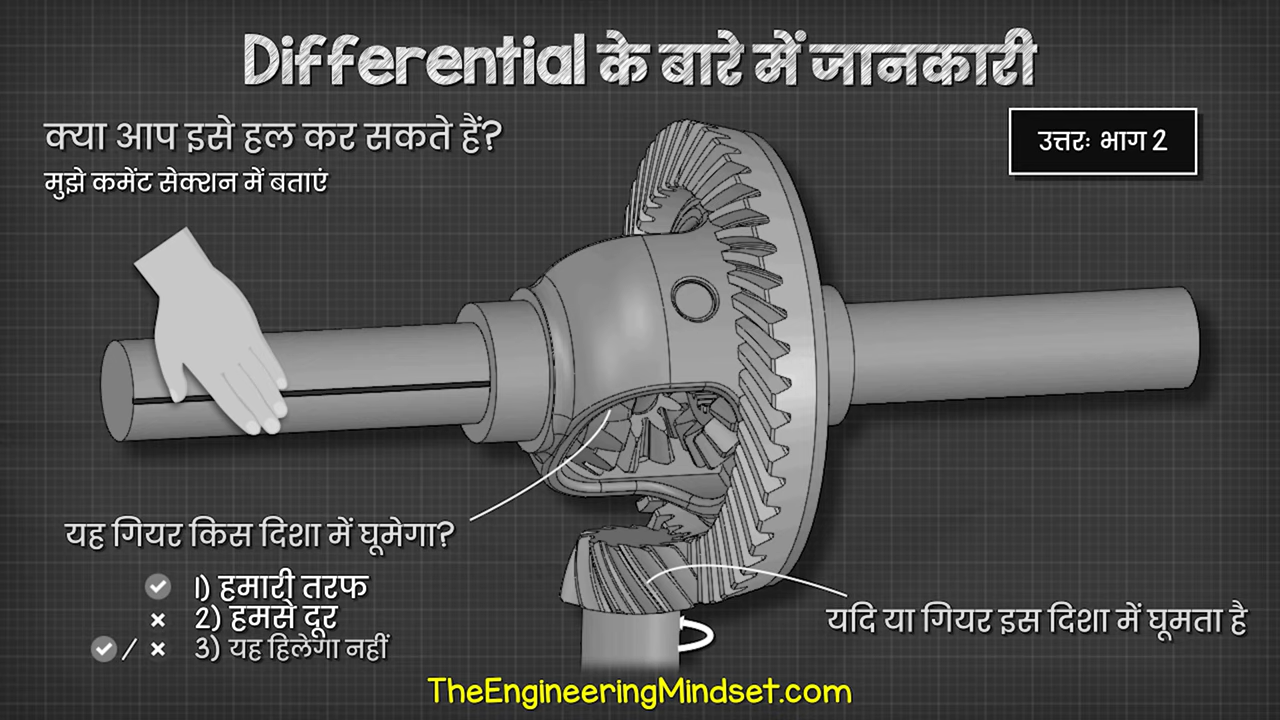 Differential के बारे में जानकारी
क्या आप इसे हल कर सकते हैं?
मुझे कमेंट सेक्शन में बताएं
उत्तरः भाग 2
यह गियर किस दिशा में घूमेगा?
1) हमारी तरफ
2) हमसे दूर
3) यह हिलेगा नहीं
यदि या गियर इस दिशा में घूमता है
TheEngineeringMindset.com